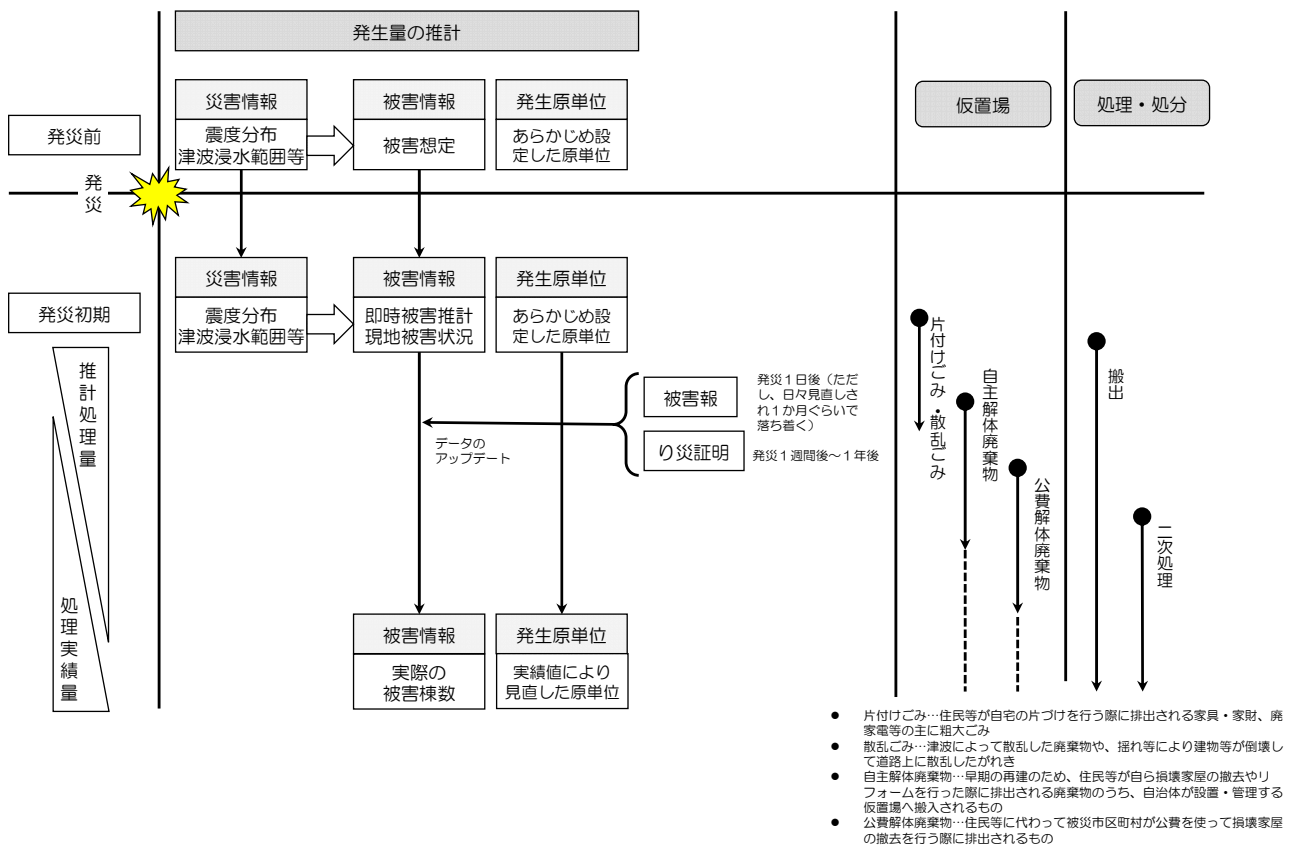 発生量の推計
災害情報
被害情報
発生原単位
仮置場
処理・処分
発災前
震度分布
津波浸水範囲等
被害想定
あらかじめ設
定した原単位
発災
災害情報
被害情報
発生原単位
発災初期
震度分布
津波浸水範囲等
即時被害推計
現地被害状況
あらかじめ設
定した原単位
推計処理量
処理実績量
被害報
発災1日後（ただ
し、日々見直しさ
れ1か月ぐらいで
落ち着く）
データの
アップデート
り災証明
発災1週間後～1年後
片付けごみ・散乱ごみ
自主解体廃棄物
公費解体廃棄物
搬出
二次処理
被害情報
発生原単位
実際の
被害棟数
実績値により
見直した原単位
● 片付けごみ…住民等が自宅の片づけを行う際に排出される家具・家財、廃
家電等の主に粗大ごみ
● 散乱ごみ…津波によって散乱した廃棄物や、揺れ等により建物等が倒壊し
て道路上に散乱したがれき
● 自主解体廃棄物…早期の再建のため、住民等が自ら損壊家屋の撤去やリ
フォームを行った際に排出される廃棄物のうち、自治体が設置・管理する
仮置場へ搬入されるもの
● 公費解体廃棄物…住民等に代わって被災市区町村が公費を使って損壊家屋
の撤去を行う際に排出されるもの